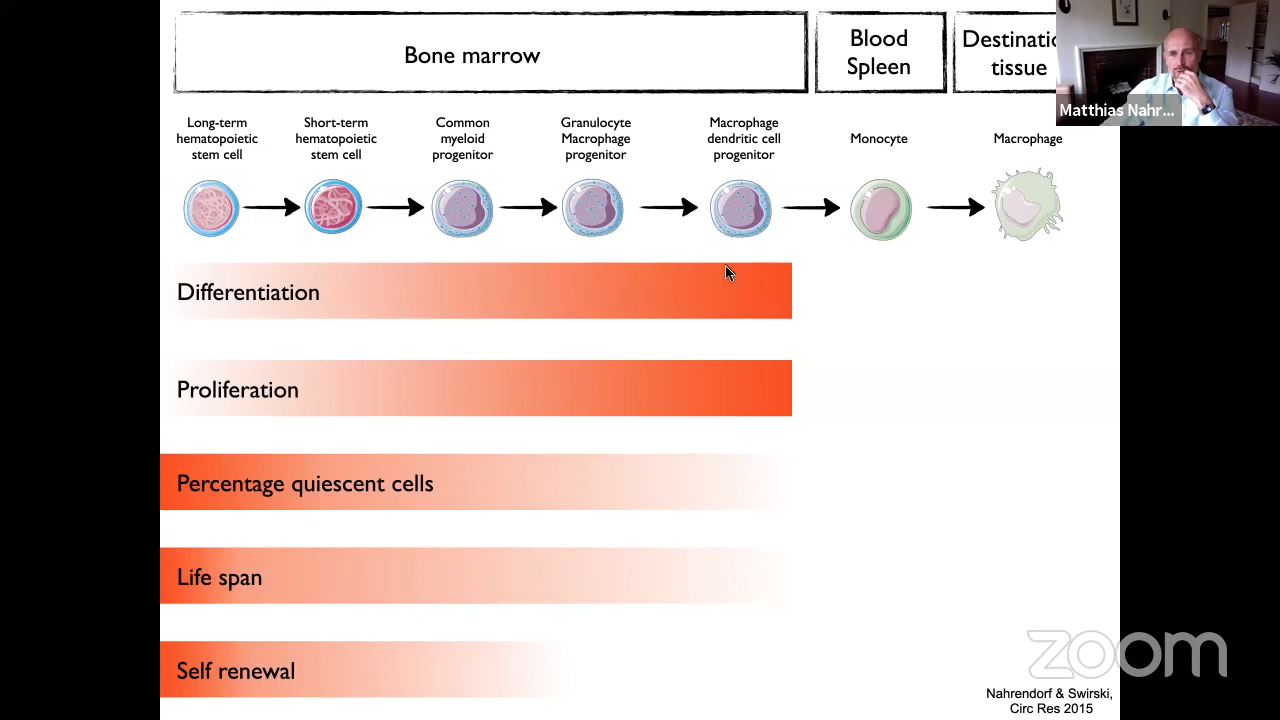 Bone marrow
Blood
Spleen
tissue
Matthias Nahr...
Long-term
hematopoietic
stem cell
Short-term
hematopoietic
stem cell
Common
myeloid
progenitor
Granulocyte
Macrophage
progenitor
Macrophage
dendritic cell
progenitor
Monocyte
Macrophage
Differentiation
Proliferation
Percentage quiescent cells
Life span
Self renewal
zoom
Nahrendorf & Swirski,
Circ Res 2015